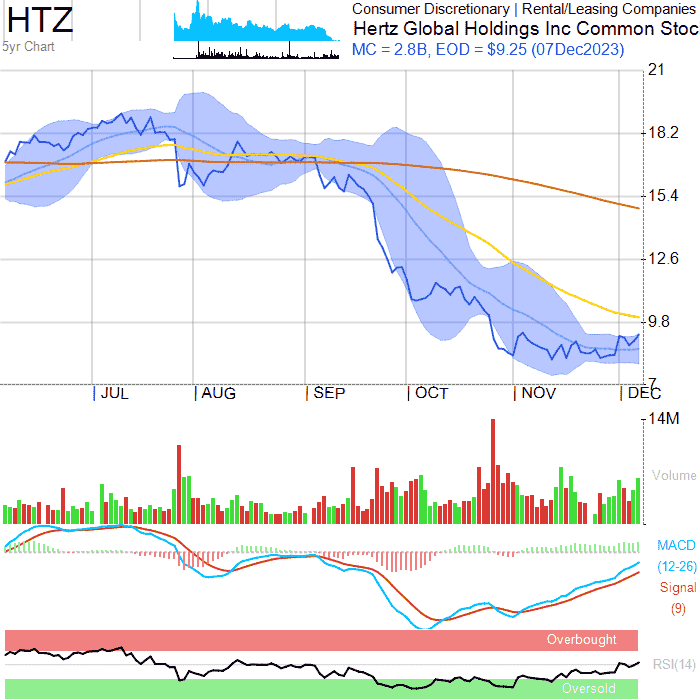 HTZ
5yr Chart
Consumer Discretionary | Rental/Leasing Companies
Hertz Global Holdings Inc Common Stoc
MC = 2.8B, EOD = $9.25 (07Dec2023)
21
18.2
15.4
12.6
9.8
7
JUL AUG SEP OCT NOV DEC
14M
Volume
MACD
(12-26)
Signal
(9)
Overbought
RSI(14)
Oversold